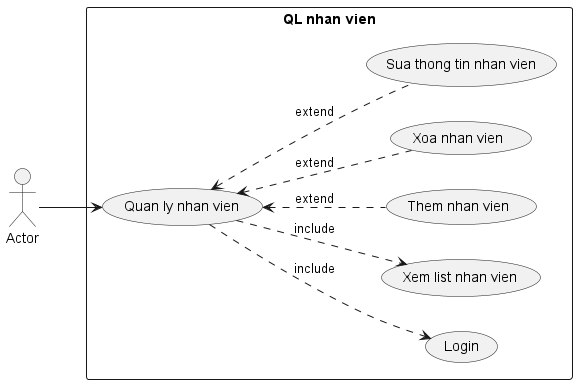 QL nhan vien
Sua thong tin nhan vien
extend
Xoa nhan vien
extend
Quan ly nhan vien
extend
Them nhan vien
include
Xem list nhan vien
include
Login
Actor